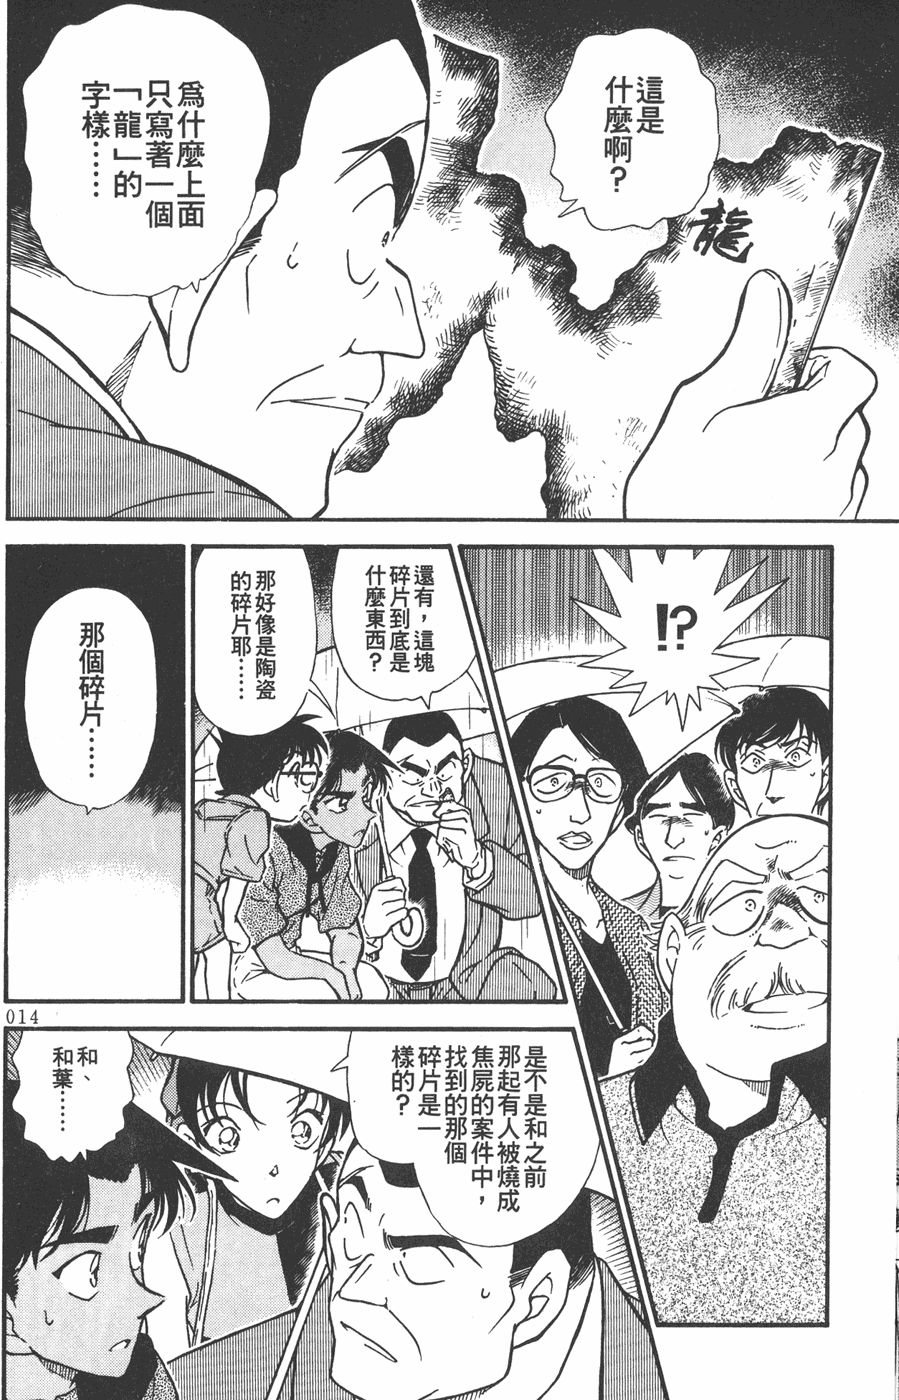 這是
什麼啊？
爲什麼上面
只寫著一個
「龍」的
字樣……
龍
!?
還有，這塊
碎片到底是
什麼東西？
那好像是陶瓷
的碎片耶……
那個碎片……
014
是不是和之前
那起有人被燒成
焦屍的案件中，
找到的那個
碎片是一
樣的？
和、
和葉……